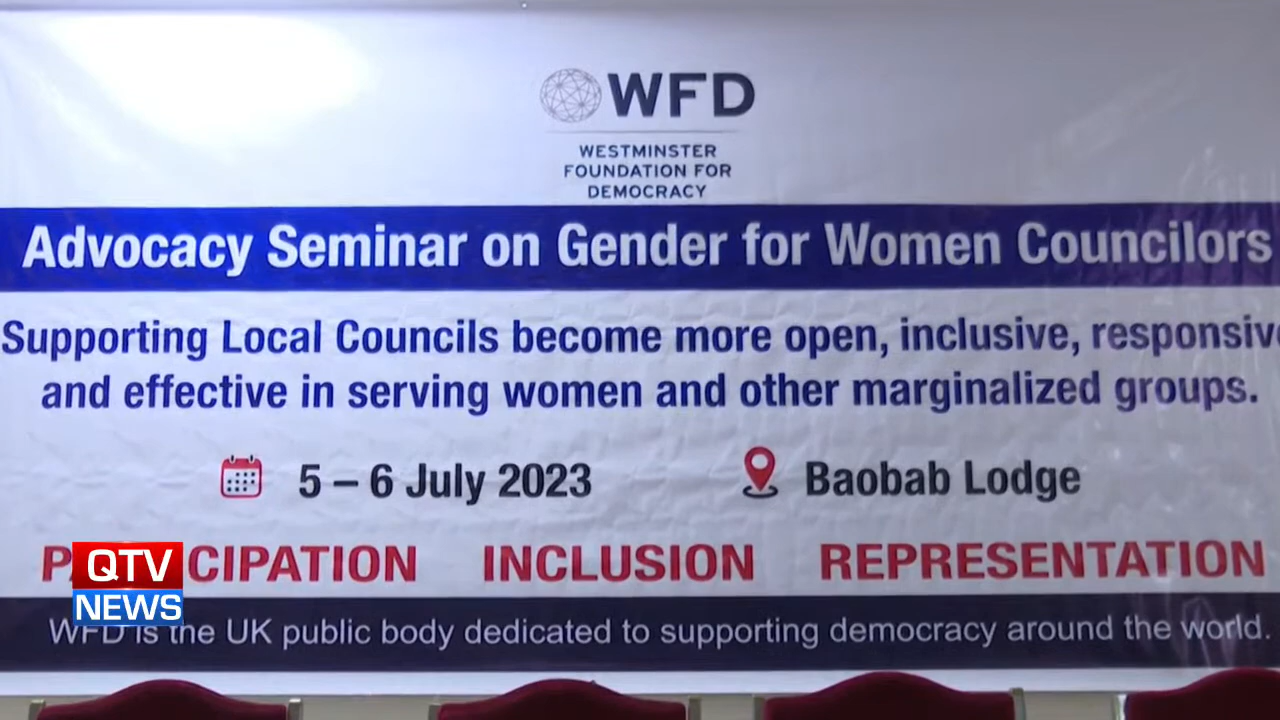 WFD
WESTMINSTER
FOUNDATION FOR
DEMOCRACY
Advocacy Seminar on Gender for Women Councilors
Supporting Local Councils become more open, inclusive, responsive
and effective in serving women and other marginalized groups.
5 – 6 July 2023 Baobab Lodge
INCLUSION REPRESENTATION
QTV
NEWS
WFD is the UK public body dedicated to supporting democracy around the world.